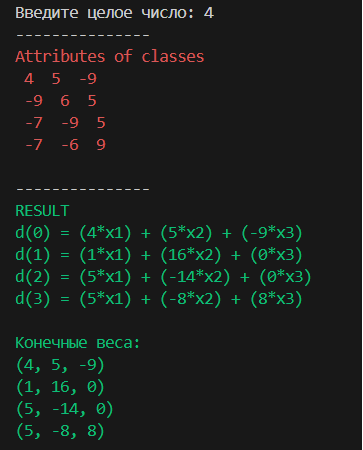 Введите целое число: 4
---------------
Attributes of classes
4 5 -9
-9 6 5
-7 -9 5
-7 -6 9
---------------
RESULT
d(0) = (4*x1) + (5*x2) + (-9*x3)
d(1) = (1*x1) + (16*x2) + (0*x3)
d(2) = (5*x1) + (-14*x2) + (0*x3)
d(3) = (5*x1) + (-8*x2) + (8*x3)
Конечные веса:
(4, 5, -9)
(1, 16, 0)
(5, -14, 0)
(5, -8, 8)